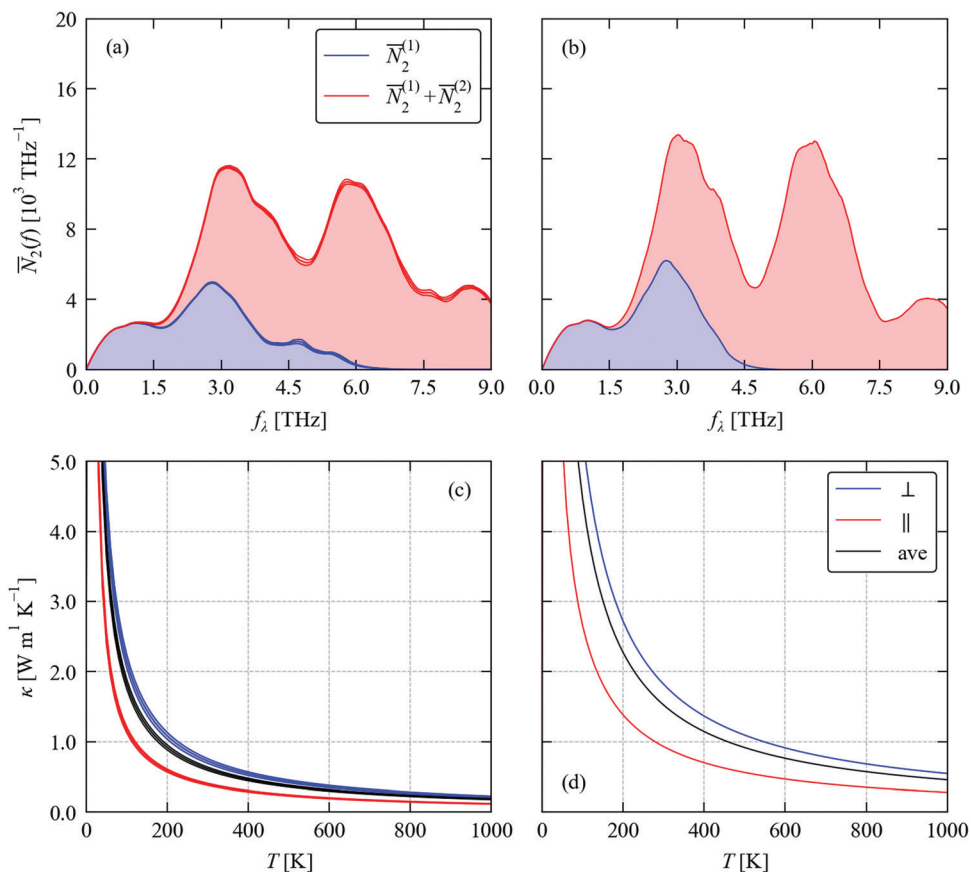 (a)
N̅₂⁽¹⁾
N̅₂⁽¹⁾ + N̅₂⁽²⁾
(b)
20
16
12
8
4
0
N̅₂(f) [10³ THz⁻¹]
0.0 1.5 3.0 4.5 6.0 7.5 9.0
f_λ [THz]
0.0 1.5 3.0 4.5 6.0 7.5 9.0
f_λ [THz]
(c)
⊥
∥
ave
(d)
5.0
4.0
3.0
2.0
1.0
0.0
κ [W m¹ K⁻¹]
0 200 400 600 800 1000
T [K]
0 200 400 600 800 1000
T [K]